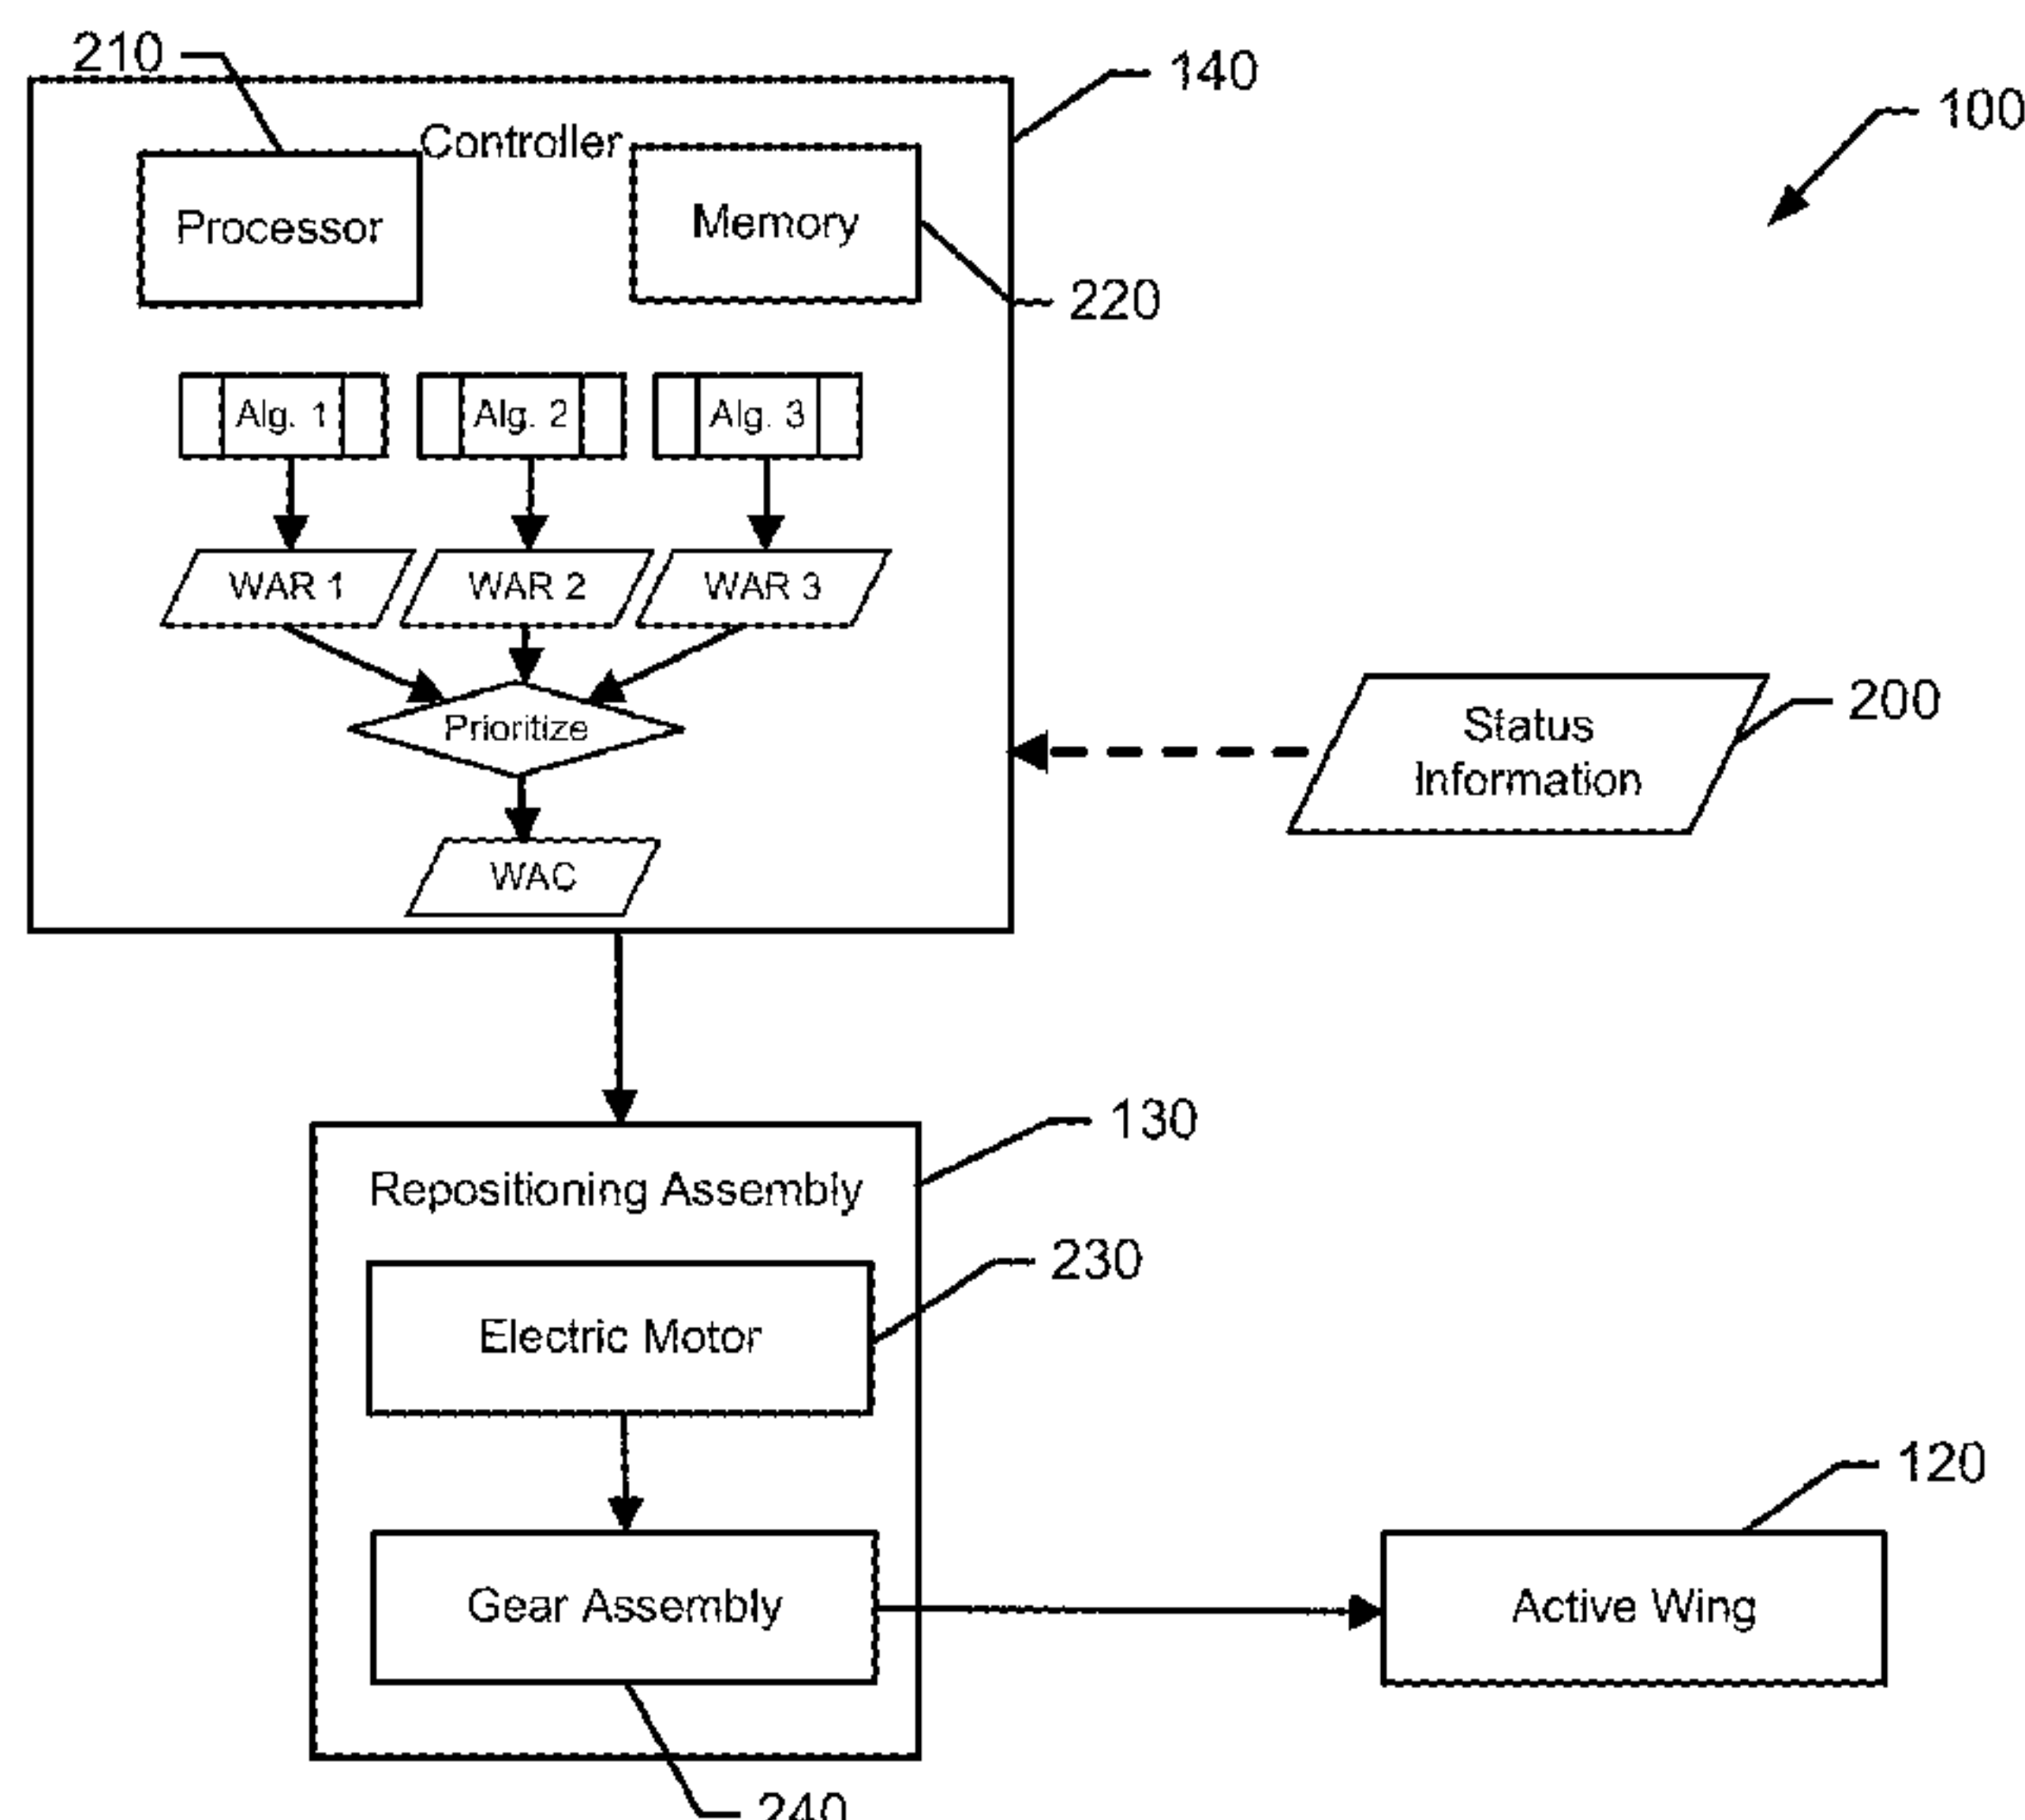 210
140
100
Controller
Processor
Memory
220
Alg. 1
Alg. 2
Alg. 3
WAR 1
WAR 2
WAR 3
Prioritize
200
Status
Information
WAC
130
Repositioning Assembly
230
Electric Motor
120
Gear Assembly
Active Wing
240